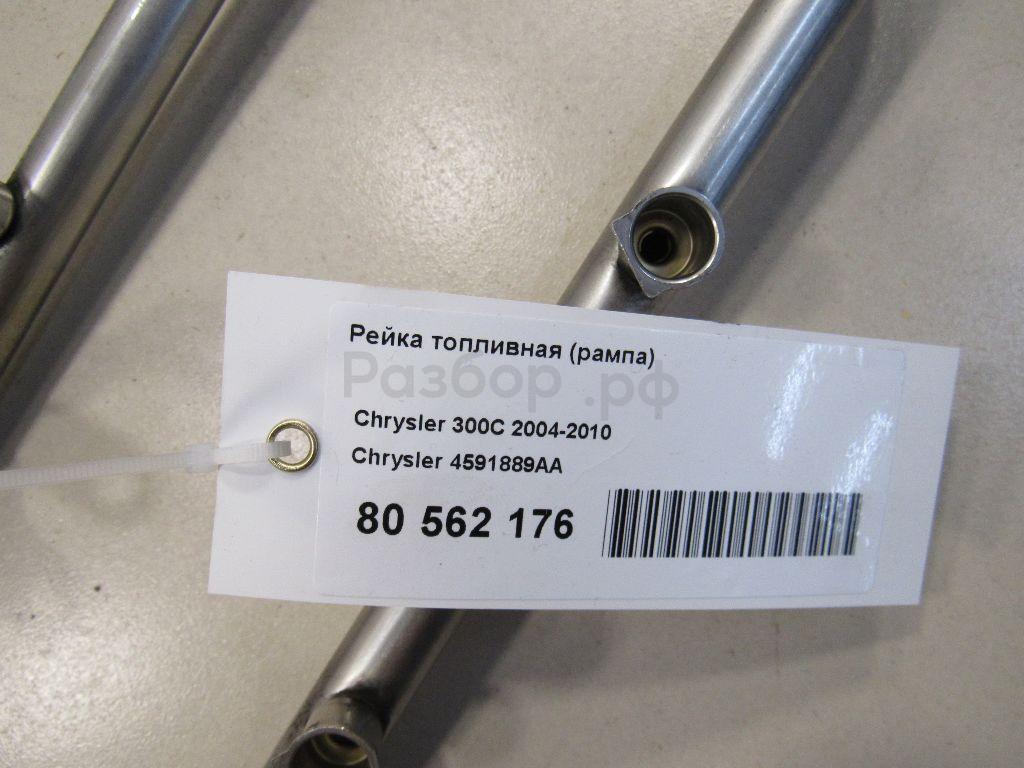 Рейка топливная (рампа)
Разбор.рф
Chrysler 300C 2004-2010
Chrysler 4591889AA
80 562 176